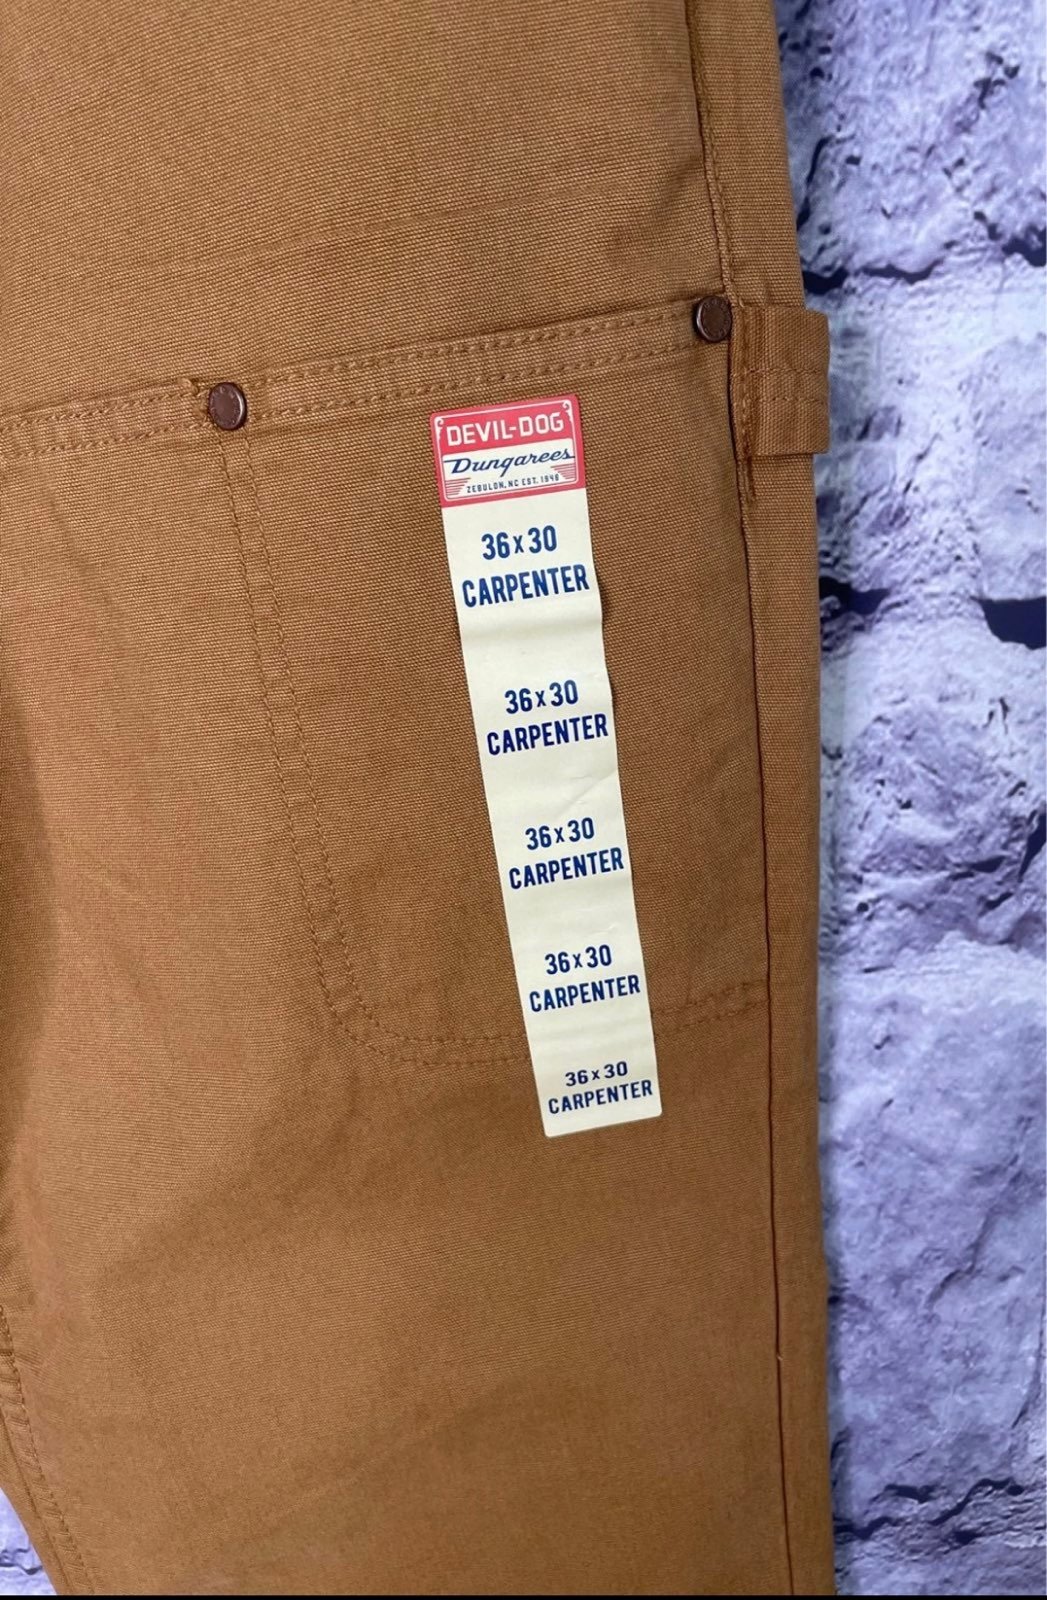 DEVIL-DOG
Dungarees
ZEBULON, NC EST. 1948
36x30
CARPENTER
36x30
CARPENTER
36x30
CARPENTER
36x30
CARPENTER
36x30
CARPENTER